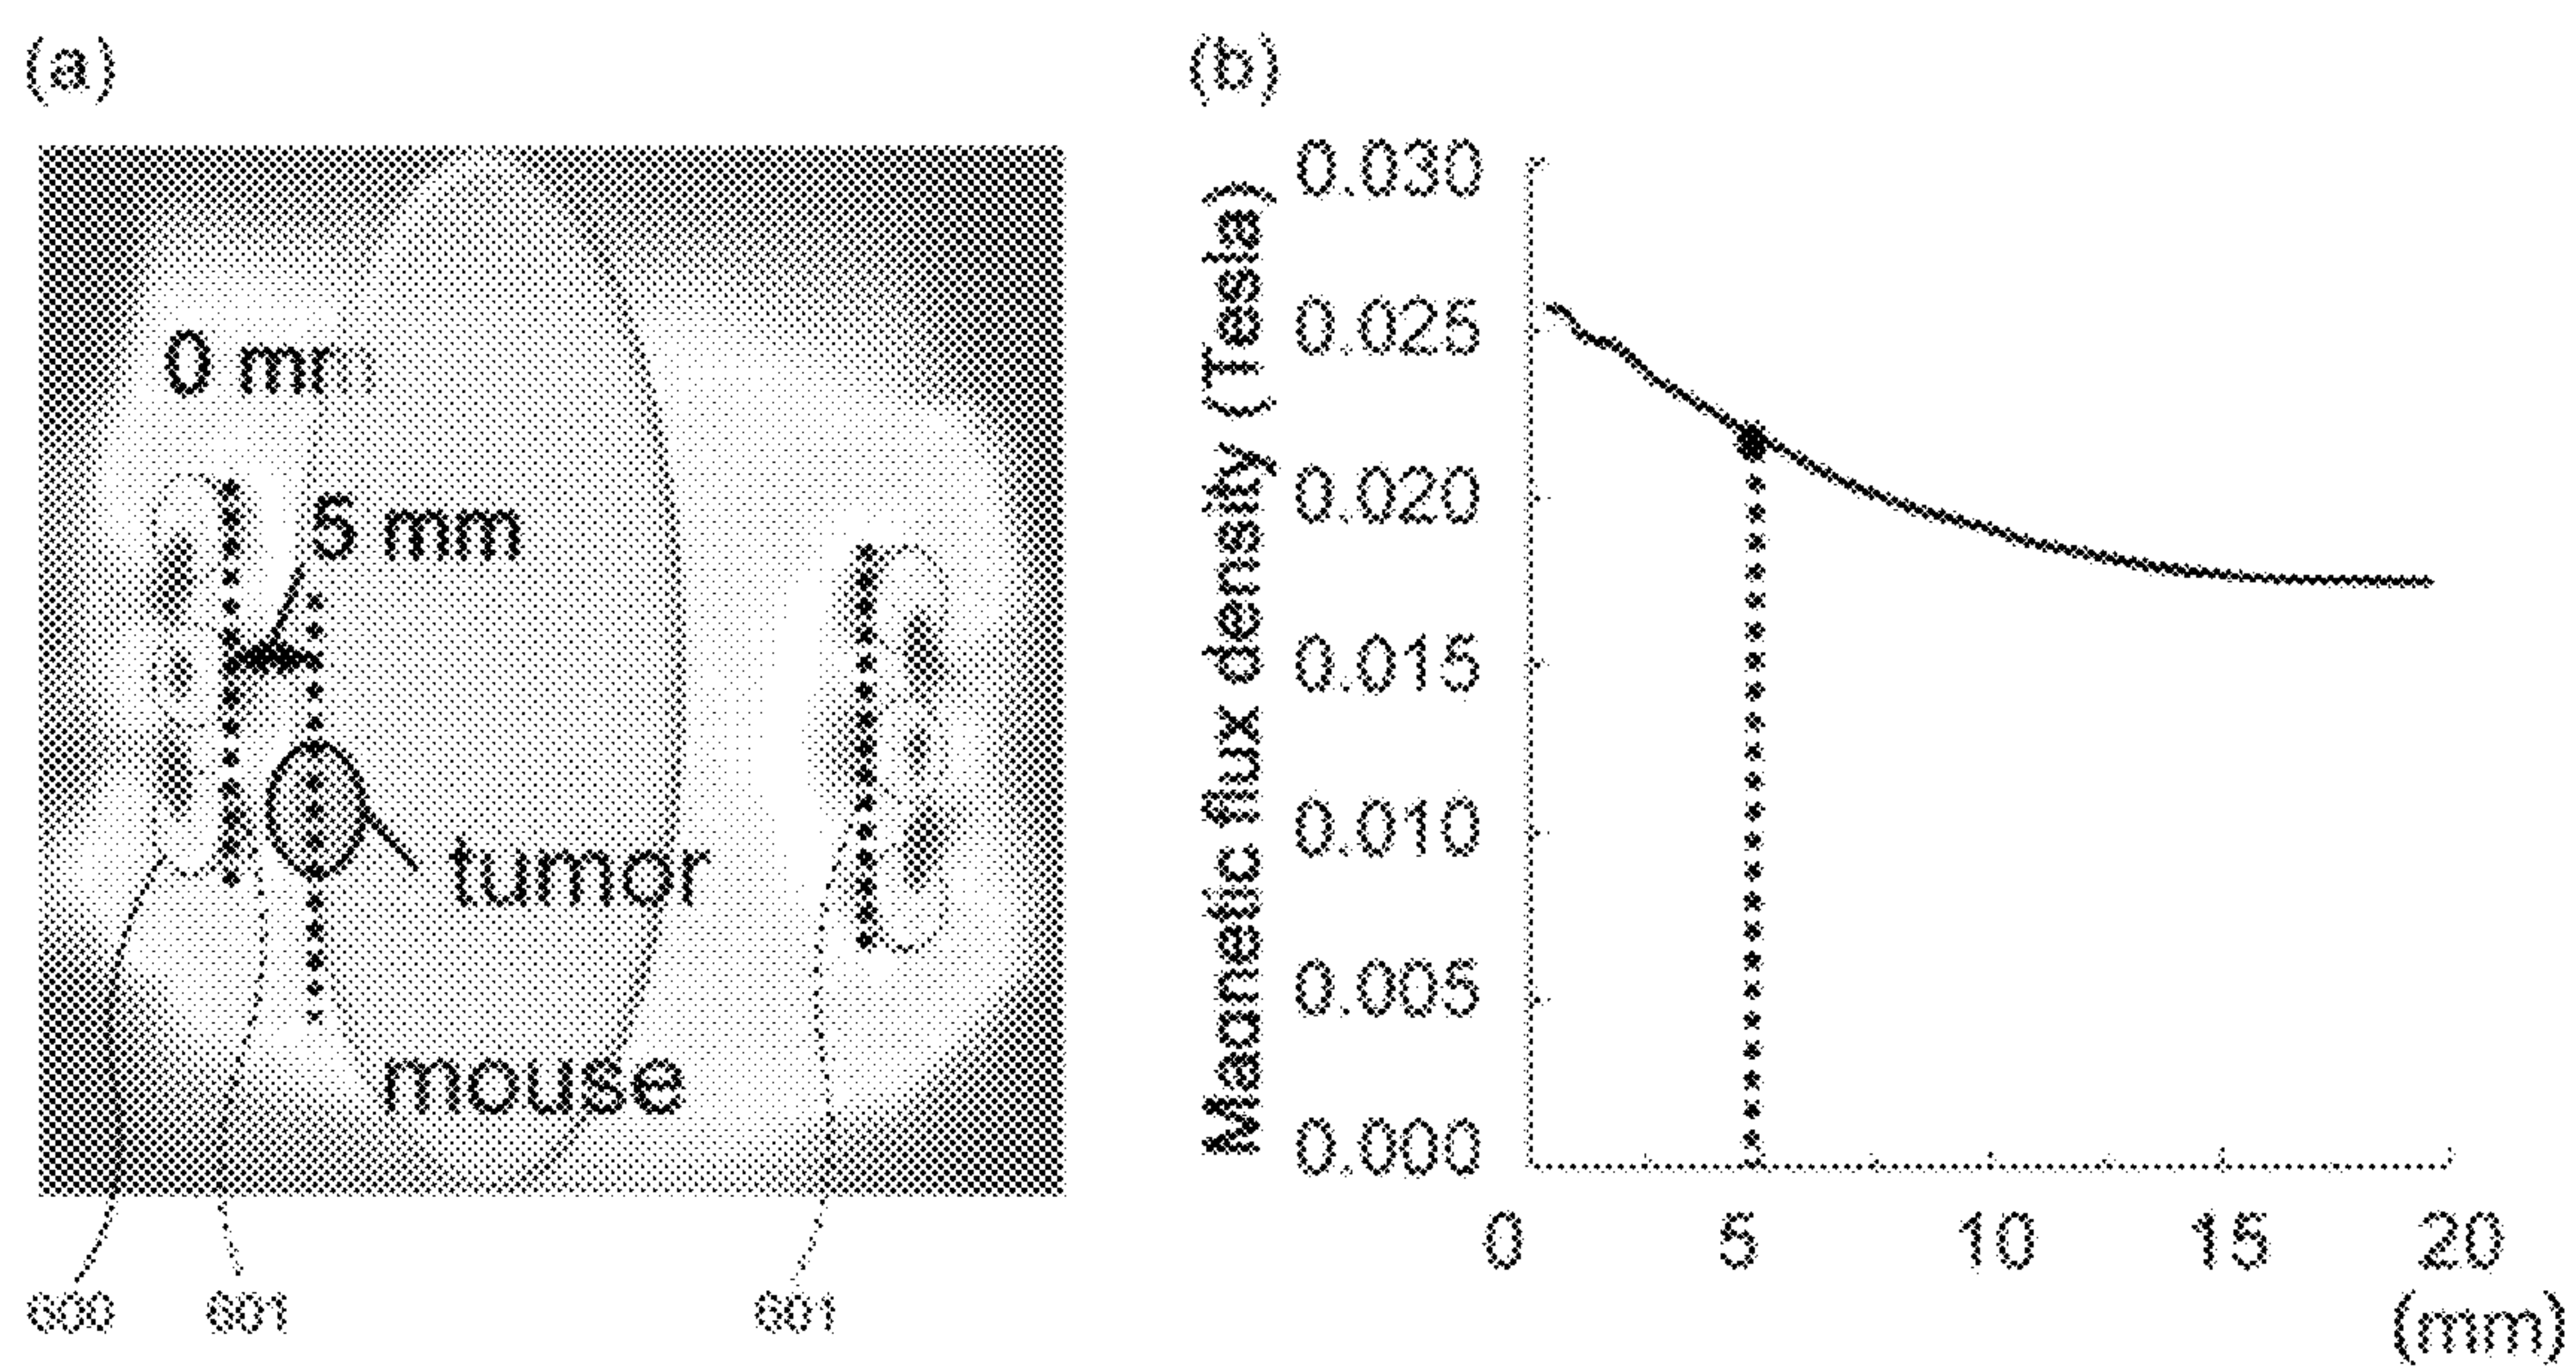 (a)
0 mm
5 mm
tumor
mouse
600
601
601
(b)
Magnetic flux density (Tesla)
0.030
0.025
0.020
0.015
0.010
0.005
0.000
0
5
10
15
20
(mm)